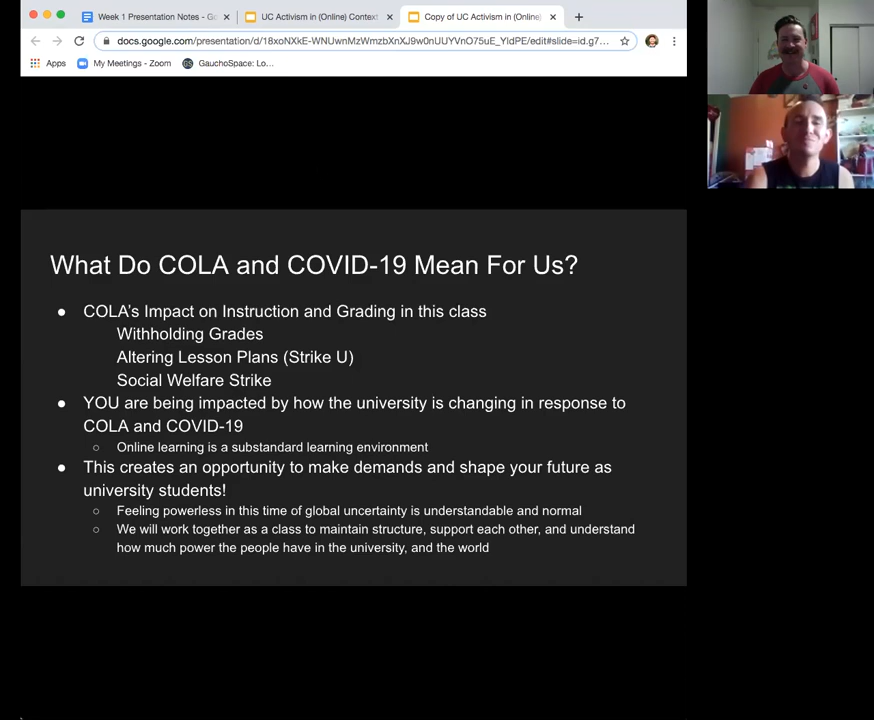 Week 1 Presentation Notes - Go
UC Activism in (Online) Context
Copy of UC Activism in (Online)
docs.google.com/presentation/d/18xoNXkE-WNUwnMzWmzbXnXJ9w0nUUYVnO75uE_YldPE/edit#slide=id.g7...
Apps
My Meetings - Zoom
GauchoSpace: Lo...
What Do COLA and COVID-19 Mean For Us?
● COLA's Impact on Instruction and Grading in this class
Withholding Grades
Altering Lesson Plans (Strike U)
Social Welfare Strike
● YOU are being impacted by how the university is changing in response to
COLA and COVID-19
○ Online learning is a substandard learning environment
● This creates an opportunity to make demands and shape your future as
university students!
○ Feeling powerless in this time of global uncertainty is understandable and normal
○ We will work together as a class to maintain structure, support each other, and understand
how much power the people have in the university, and the world